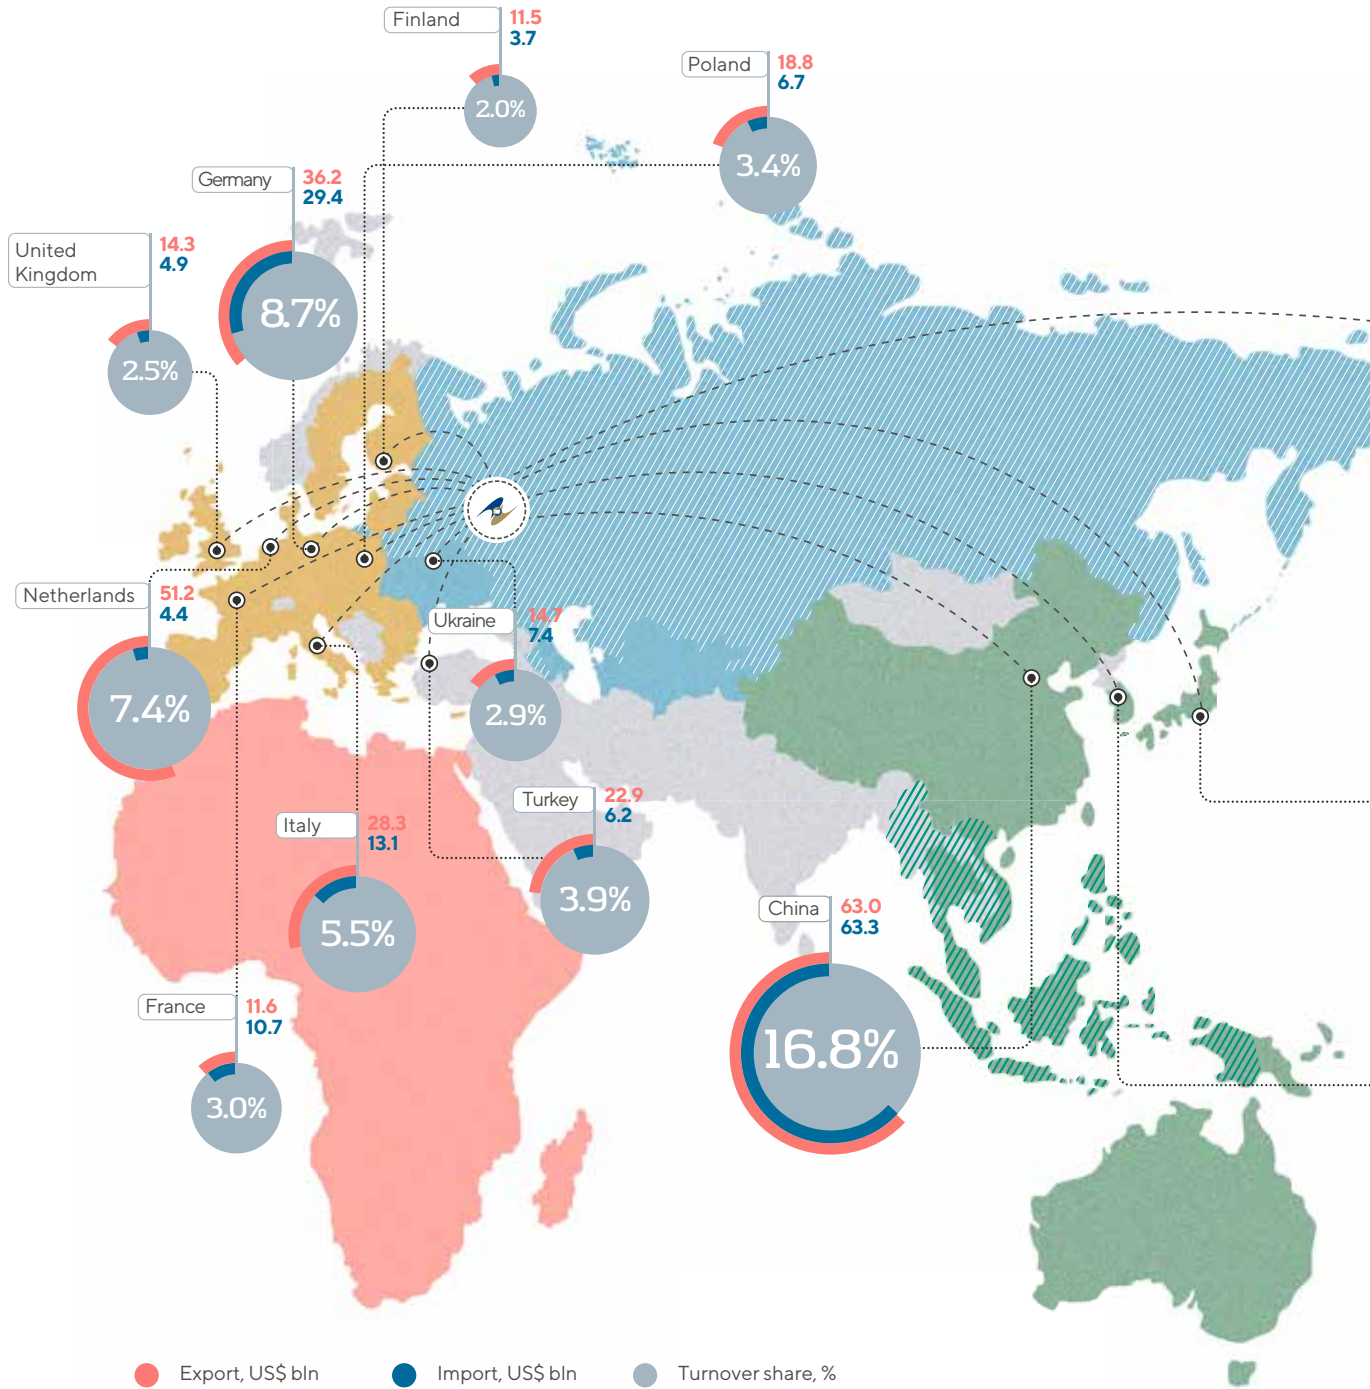 Finland
11.5
3.7
2.0%
Poland
18.8
6.7
3.4%
Germany
36.2
29.4
8.7%
United
Kingdom
14.3
4.9
2.5%
Netherlands
51.2
4.4
7.4%
Ukraine
14.7
7.4
2.9%
Turkey
22.9
6.2
3.9%
Italy
28.3
13.1
5.5%
China
63.0
63.3
16.8%
France
11.6
10.7
3.0%
Export, US$ bln
Import, US$ bln
Turnover share, %